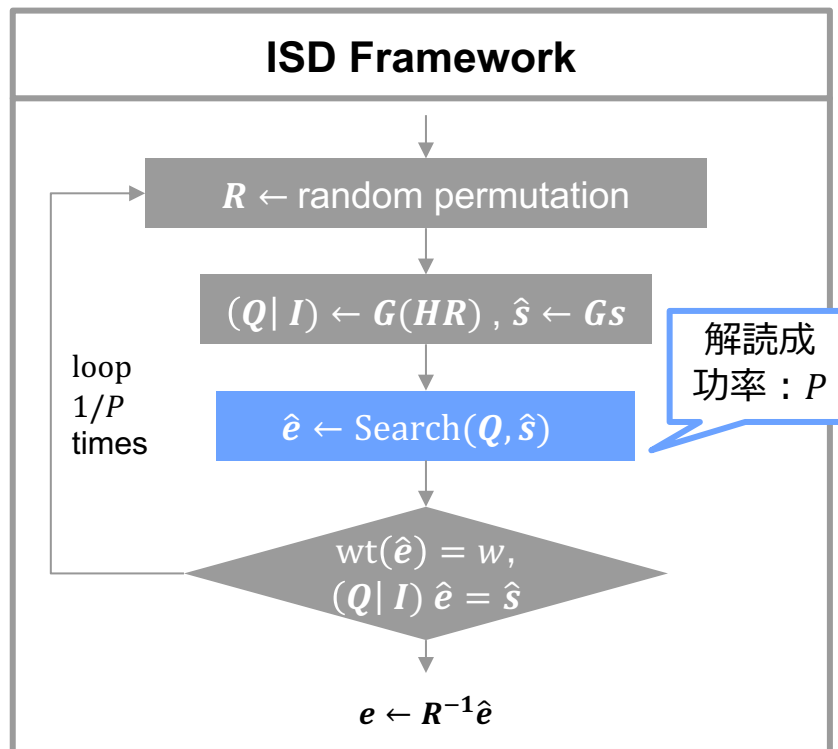 ISD Framework
R ← random permutation
(Q| I) ← G(HR) , ŝ ← Gs
解読成
功率：P
loop
1/P
times
ê ← Search(Q, ŝ)
wt(ê) = w,
(Q| I) ê = ŝ
e ← R⁻¹ê